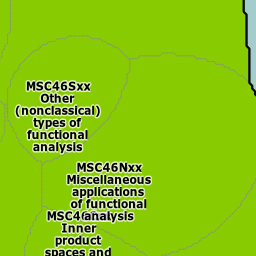 MSC46Sxx
Other
(nonclassical)
types of
functional
analysis
MSC46Nxx
Miscellaneous
applications
of functional
analysis
Inner
product
spaces and